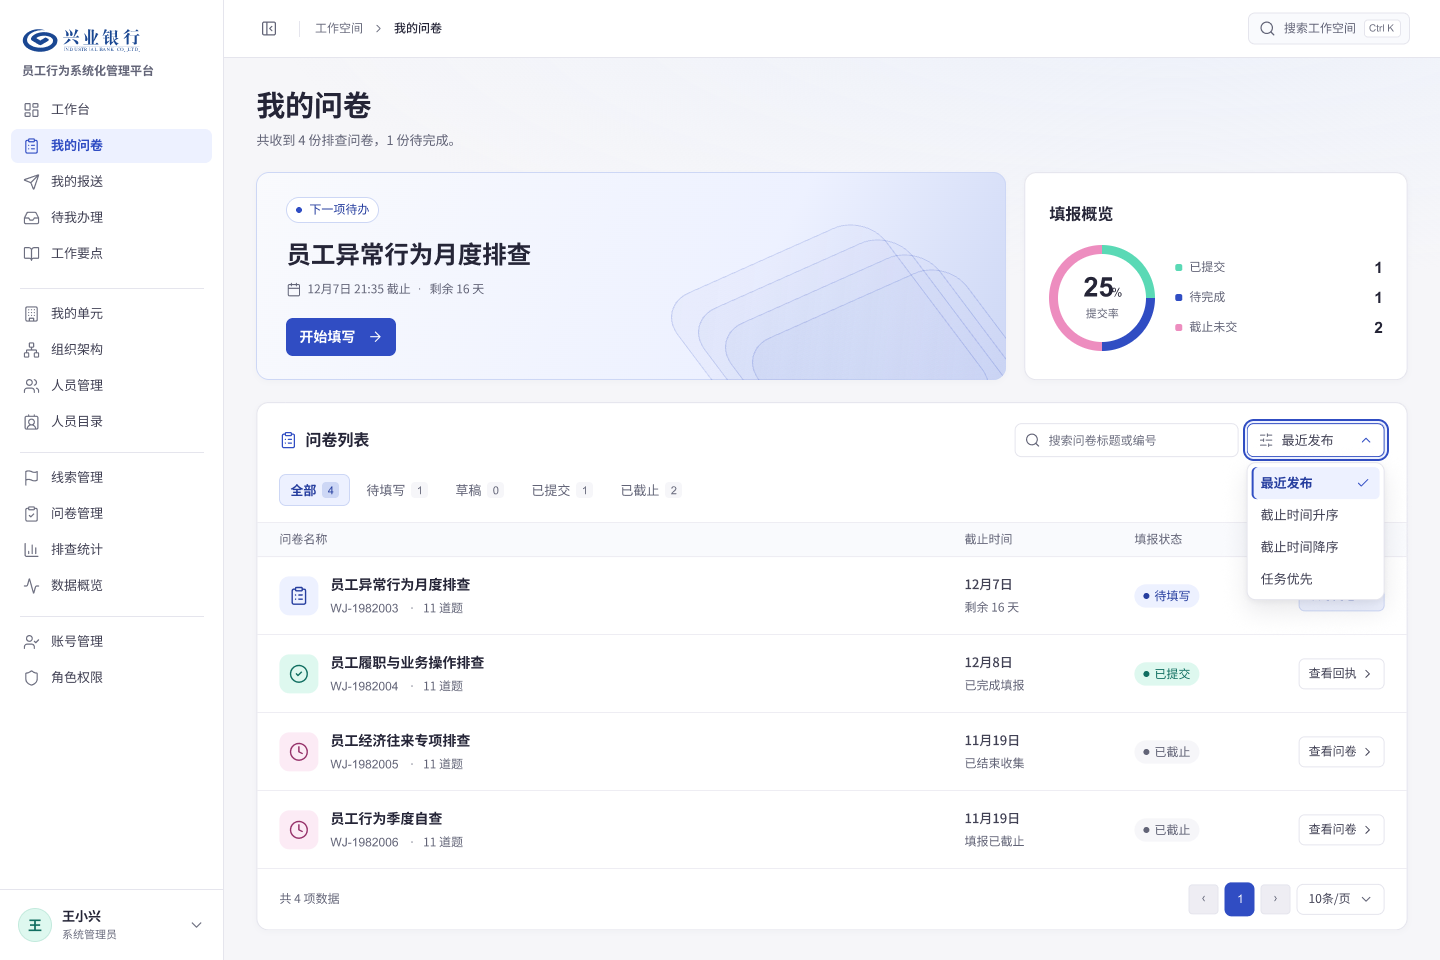 兴业银行
INDUSTRIAL BANK CO.,LTD.
员工行为系统化管理平台
工作台
我的问卷
我的报送
待我办理
工作要点
我的单元
组织架构
人员管理
人员目录
线索管理
问卷管理
排查统计
数据概览
账号管理
角色权限
王
王小兴
系统管理员
工作空间 > 我的问卷
搜索工作空间 Ctrl K
我的问卷
共收到 4 份排查问卷，1 份待完成。
下一项待办
员工异常行为月度排查
12月7日 21:35 截止 · 剩余 16 天
开始填写
填报概览
25%
提交率
已提交 1
待完成 1
截止未交 2
问卷列表
搜索问卷标题或编号
最近发布
最近发布
截止时间升序
截止时间降序
任务优先
全部 4 待填写 1 草稿 0 已提交 1 已截止 2
问卷名称 截止时间 填报状态
员工异常行为月度排查 12月7日
WJ-1982003 · 11 道题 剩余 16 天
待填写
员工履职与业务操作排查 12月8日
WJ-1982004 · 11 道题 已完成填报
已提交 查看回执
员工经济往来专项排查 11月19日
WJ-1982005 · 11 道题 已结束收集
已截止 查看问卷
员工行为季度自查 11月19日
WJ-1982006 · 11 道题 填报已截止
已截止 查看问卷
共 4 项数据
‹ 1 › 10条/页